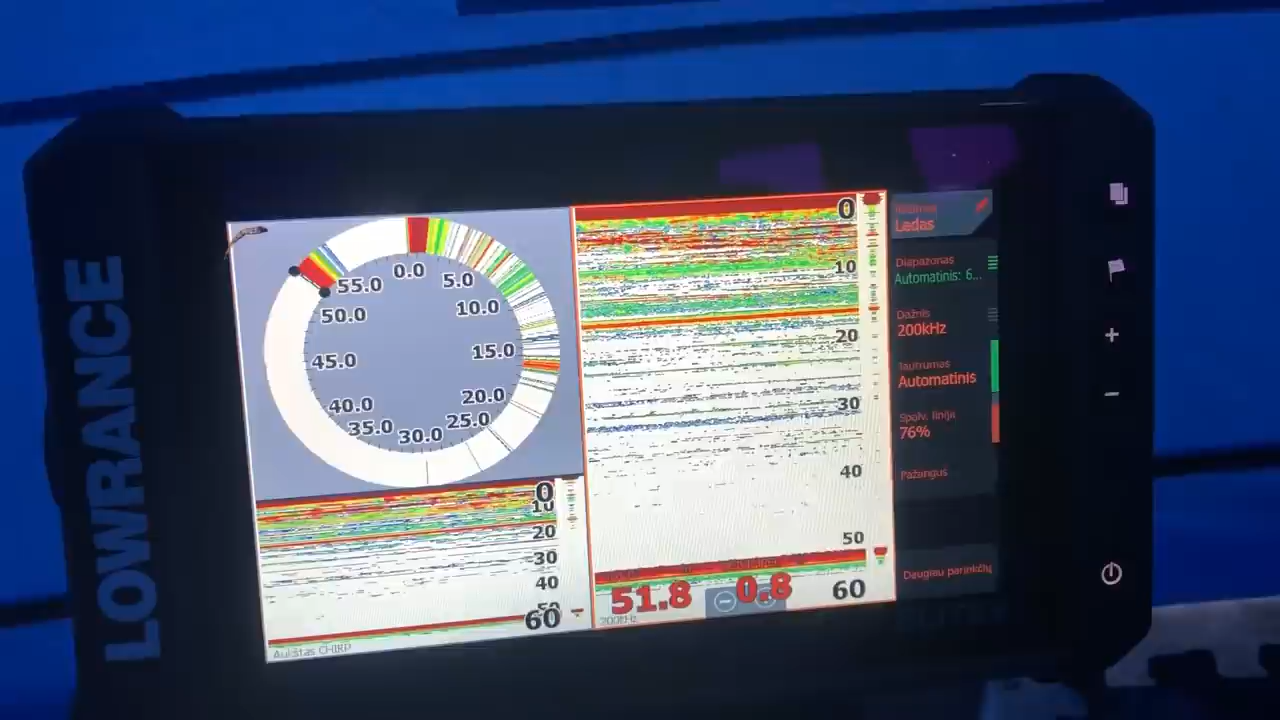 LOWRANCE
0.0
5.0
10.0
15.0
20.0
25.0
30.0
35.0
40.0
45.0
50.0
55.0
0
10
20
30
40
60
Aukštas CHIRP
0
10
20
30
40
50
60
51.8
0.8
200kHz
Ledas
Diapazonas
Automatinis: 6...
Dažnis
200kHz
Jautrumas
Automatinis
Spalv. linija
76%
Pažangus
Daugiau parinkčių